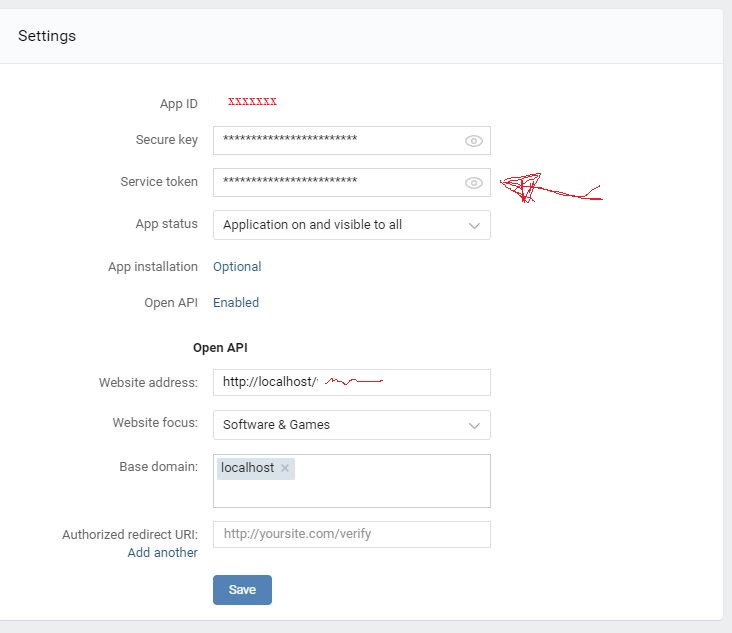 Settings
App ID xxxxxxx
Secure key ************************
Service token ************************
App status Application on and visible to all
App installation Optional
Open API Enabled
Open API
Website address: http://localhost/
Website focus: Software & Games
Base domain: localhost ×
Authorized redirect URI: http://yoursite.com/verify
Add another
Save